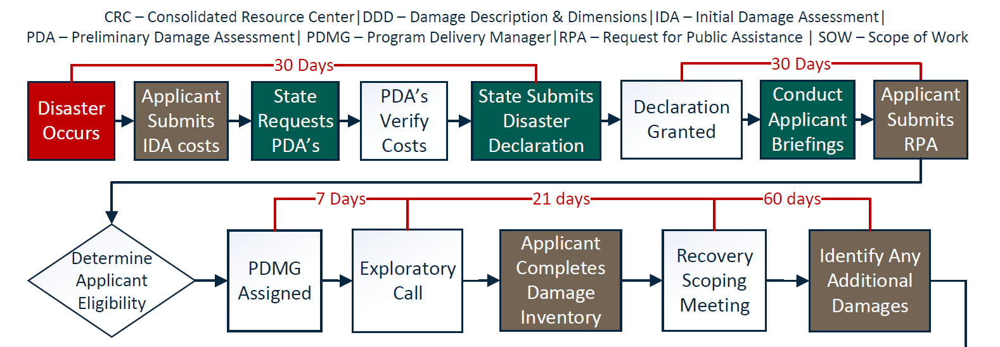 CRC – Consolidated Resource Center|DDD – Damage Description & Dimensions|IDA – Initial Damage Assessment|
PDA – Preliminary Damage Assessment| PDMG – Program Delivery Manager|RPA – Request for Public Assistance | SOW – Scope of Work
30 Days
30 Days
Disaster
Occurs
Applicant
Submits
IDA costs
State
Requests
PDA’s
PDA’s
Verify
Costs
State Submits
Disaster
Declaration
Declaration
Granted
Conduct
Applicant
Briefings
Applicant
Submits
RPA
7 Days
21 days
60 days
Determine
Applicant
Eligibility
PDMG
Assigned
Exploratory
Call
Applicant
Completes
Damage
Inventory
Recovery
Scoping
Meeting
Identify Any
Additional
Damages